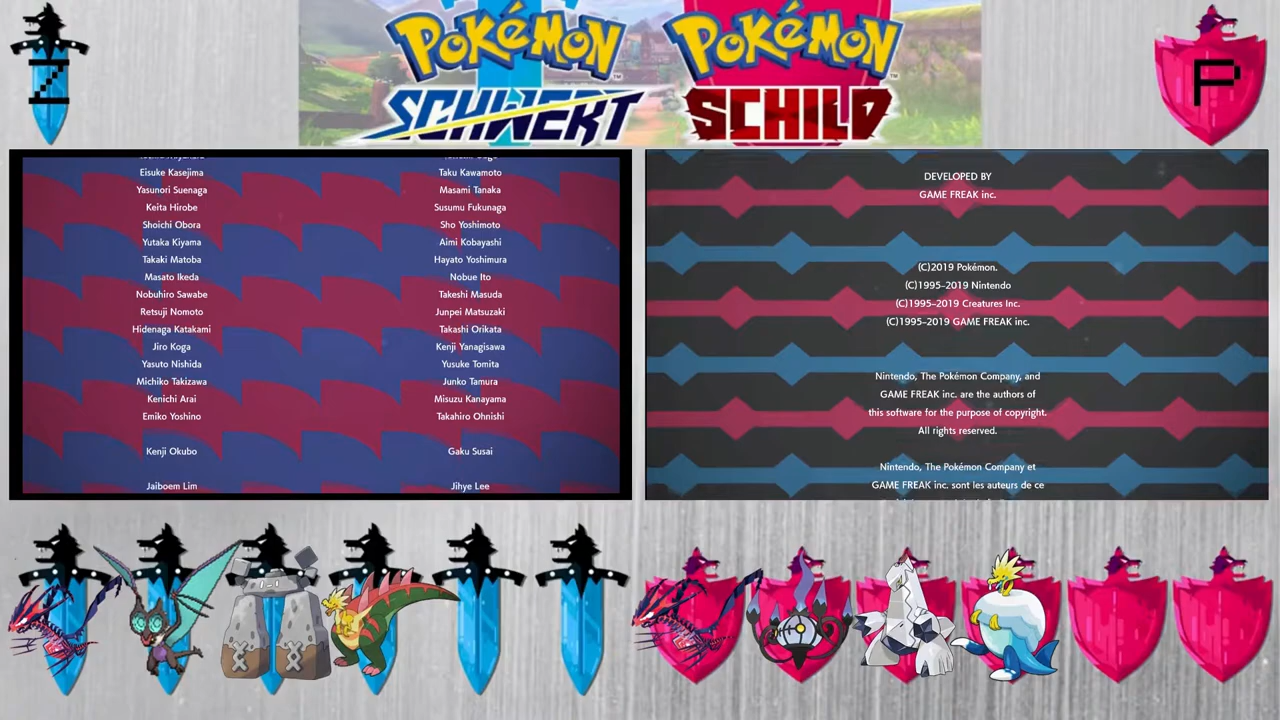 Z
POKéMON
TM
SCHWERT
POKéMON
TM
SCHILD
P
Eisuke Kasejima
Yasunori Suenaga
Keita Hirobe
Shoichi Obora
Yutaka Kiyama
Takaki Matoba
Masato Ikeda
Nobuhiro Sawabe
Retsuji Nomoto
Hidenaga Katakami
Jiro Koga
Yasuto Nishida
Michiko Takizawa
Kenichi Arai
Emiko Yoshino
Kenji Okubo
Jaiboem Lim
Taku Kawamoto
Masami Tanaka
Susumu Fukunaga
Sho Yoshimoto
Aimi Kobayashi
Hayato Yoshimura
Nobue Ito
Takeshi Masuda
Junpei Matsuzaki
Takashi Orikata
Kenji Yanagisawa
Yusuke Tomita
Junko Tamura
Misuzu Kanayama
Takahiro Ohnishi
Gaku Susai
Jihye Lee
DEVELOPED BY
GAME FREAK inc.
(C)2019 Pokémon.
(C)1995-2019 Nintendo
(C)1995-2019 Creatures Inc.
(C)1995-2019 GAME FREAK inc.
Nintendo, The Pokémon Company, and
GAME FREAK inc. are the authors of
this software for the purpose of copyright.
All rights reserved.
Nintendo, The Pokémon Company et
GAME FREAK inc. sont les auteurs de ce